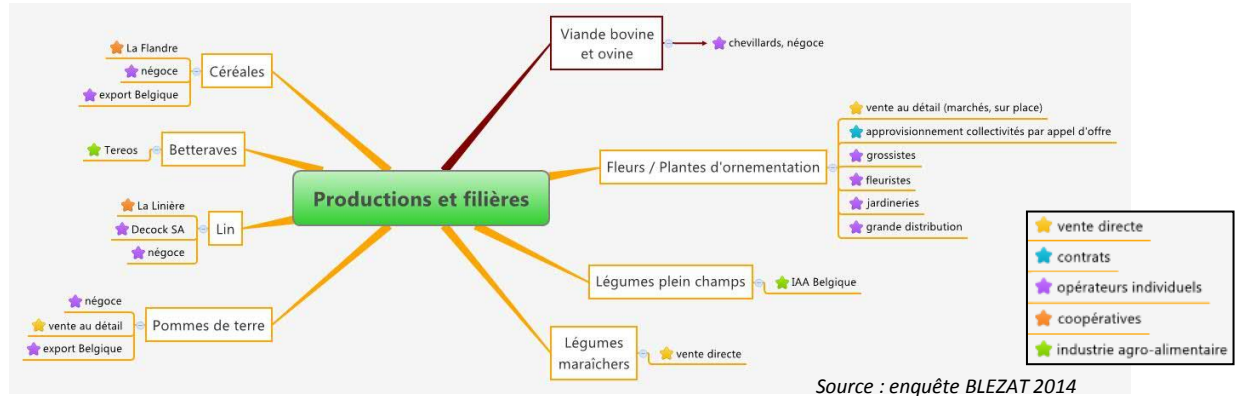 Productions et filières
Céréales
La Flandre
négoce
export Belgique
Betteraves
Tereos
Lin
La Linière
Decock SA
négoce
Pommes de terre
négoce
vente au détail
export Belgique
Viande bovine
et ovine
chevillards, négoce
Fleurs / Plantes d'ornementation
vente au détail (marchés, sur place)
approvisionnement collectivités par appel d'offre
grossistes
fleuristes
jardineries
grande distribution
Légumes plein champs
IAA Belgique
Légumes
maraîchers
vente directe
vente directe
contrats
opérateurs individuels
coopératives
industrie agro-alimentaire
Source : enquête BLEZAT 2014